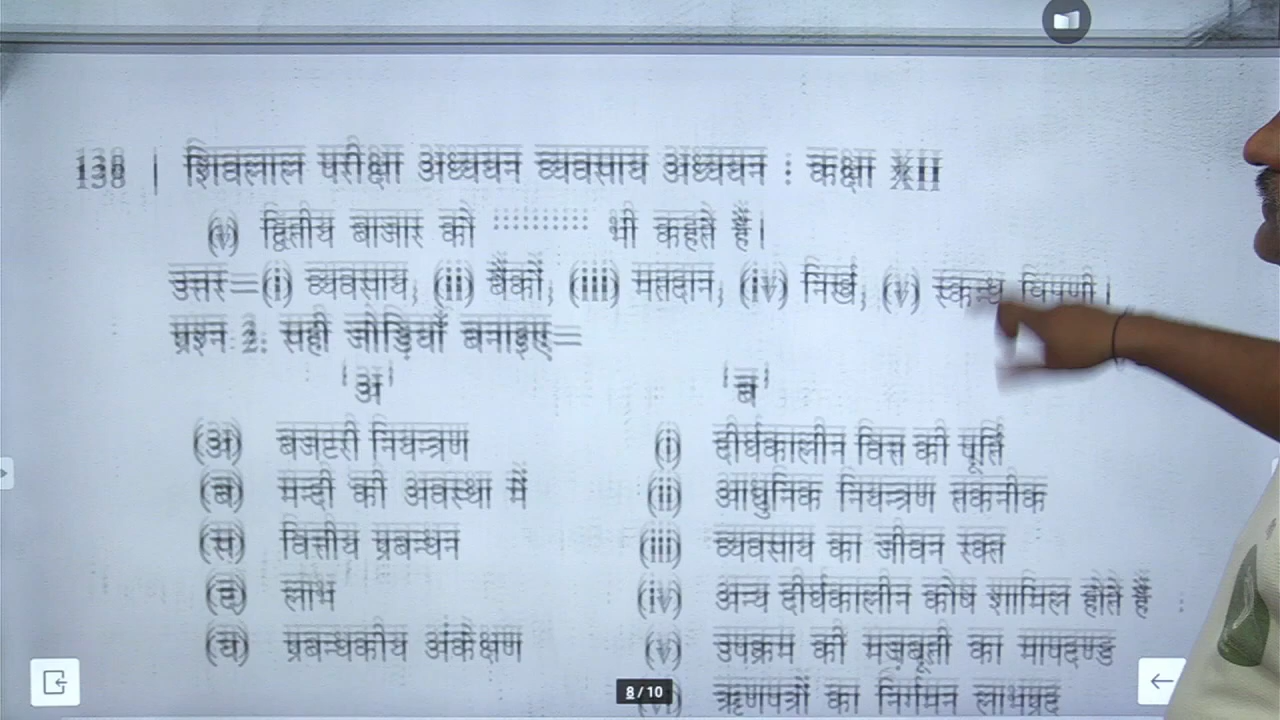 138 | शिवलाल परीक्षा अध्ययन व्यवसाय अध्ययन : कक्षा XII
(v) द्वितीय बाजार को .......... भी कहते हैं।
उत्तर—(i) व्यवसाय, (ii) बैंकों, (iii) मतदान, (iv) निर्ख, (v) स्कन्ध विपणी।
प्रश्न 2. सही जोड़ियाँ बनाइए—
'अ' 'ब'
(अ) बजटरी नियन्त्रण (i) दीर्घकालीन वित्त की पूर्ति
(ब) मन्दी की अवस्था में (ii) आधुनिक नियन्त्रण तकनीक
(स) वित्तीय प्रबन्धन (iii) व्यवसाय का जीवन रक्त
(द) लाभ (iv) अन्य दीर्घकालीन कोष शामिल होते हैं
(य) प्रबन्धकीय अंकेक्षण (v) उपक्रम की मजबूती का मापदण्ड
(vi) ऋणपत्रों का निर्गमन लाभप्रद
8 / 10